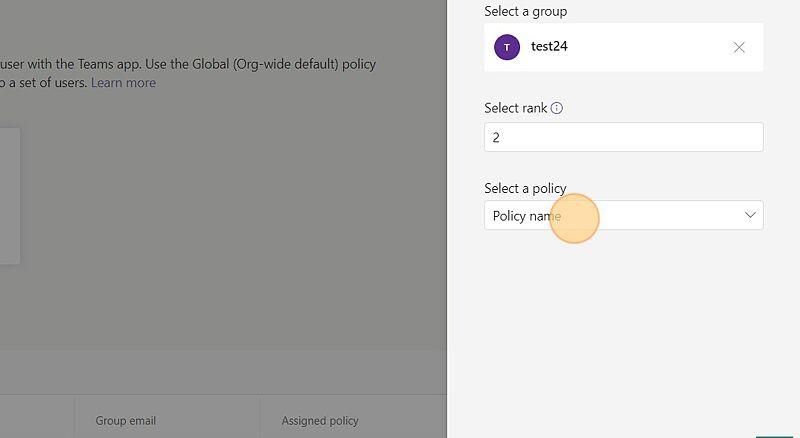 Select a group
T
test24
user with the Teams app. Use the Global (Org-wide default) policy
o a set of users. Learn more
Select rank
2
Select a policy
Policy name
Group email
Assigned policy